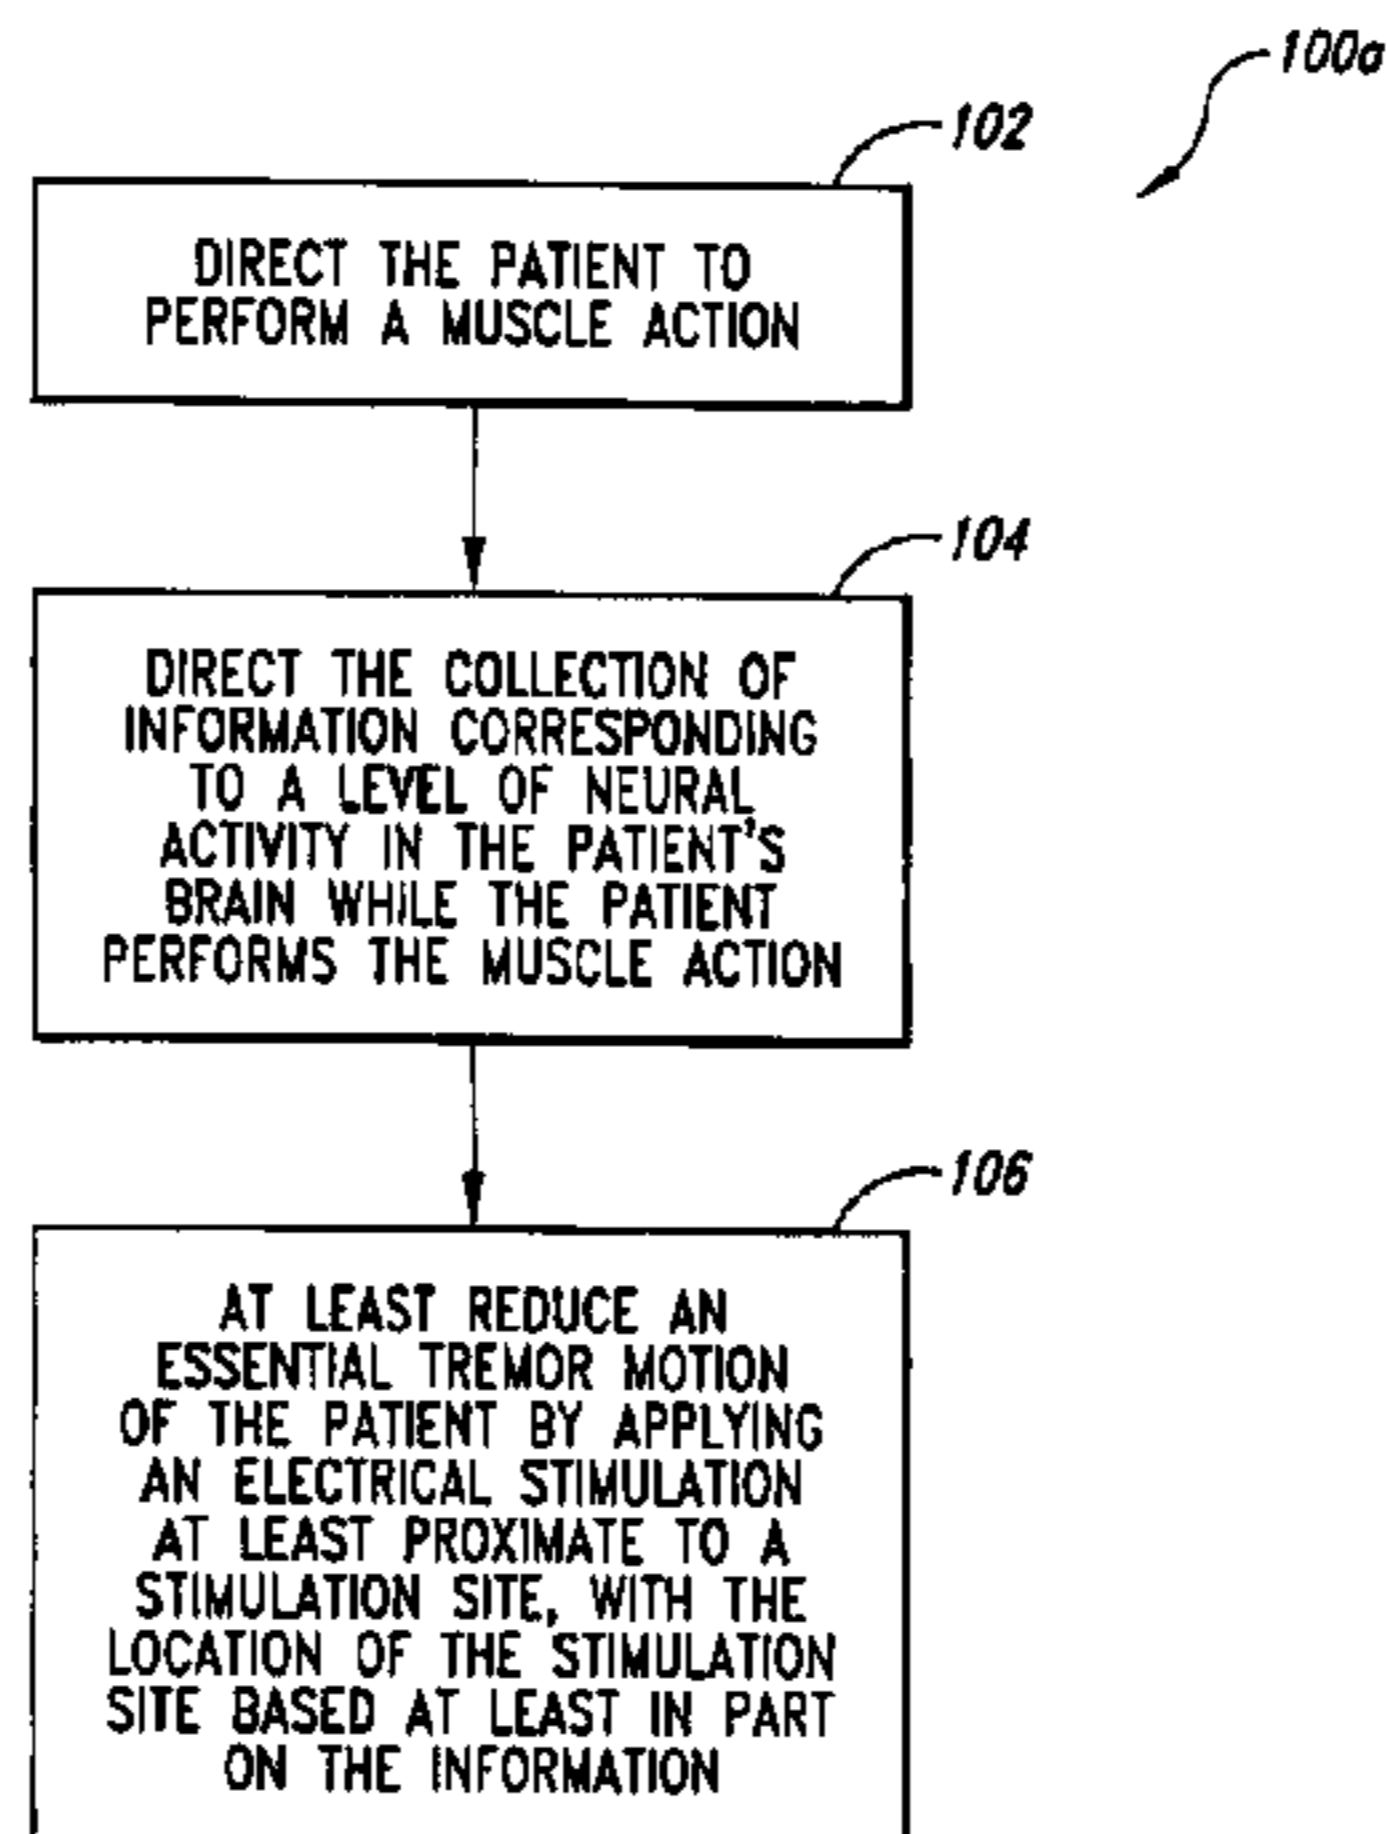 100a
102
DIRECT THE PATIENT TO
PERFORM A MUSCLE ACTION
104
DIRECT THE COLLECTION OF
INFORMATION CORRESPONDING
TO A LEVEL OF NEURAL
ACTIVITY IN THE PATIENT'S
BRAIN WHILE THE PATIENT
PERFORMS THE MUSCLE ACTION
106
AT LEAST REDUCE AN
ESSENTIAL TREMOR MOTION
OF THE PATIENT BY APPLYING
AN ELECTRICAL STIMULATION
AT LEAST PROXIMATE TO A
STIMULATION SITE, WITH THE
LOCATION OF THE STIMULATION
SITE BASED AT LEAST IN PART
ON THE INFORMATION